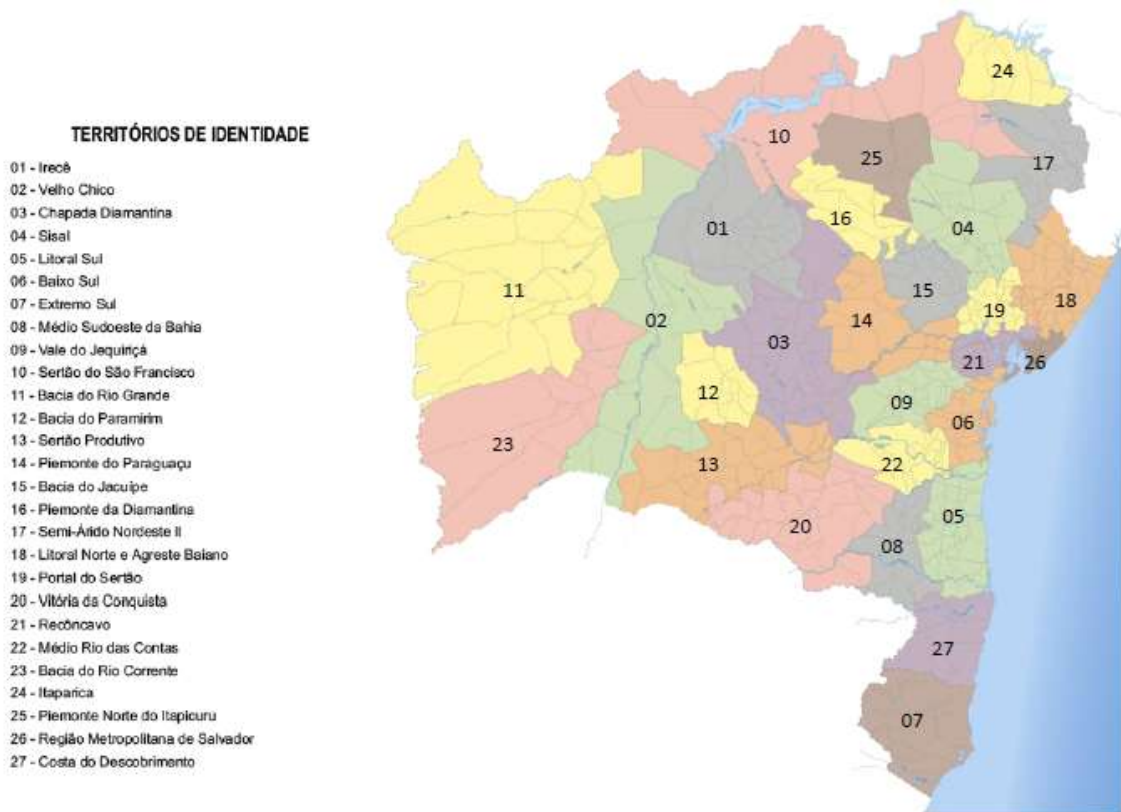 TERRITÓRIOS DE IDENTIDADE
01 - Irecê
02 - Velho Chico
03 - Chapada Diamantina
04 - Sisal
05 - Litoral Sul
06 - Baixo Sul
07 - Extremo Sul
08 - Médio Sudoeste da Bahia
09 - Vale do Jequiriçá
10 - Sertão do São Francisco
11 - Bacia do Rio Grande
12 - Bacia do Paramirim
13 - Sertão Produtivo
14 - Piemonte do Paraguaçu
15 - Bacia do Jacuípe
16 - Piemonte da Diamantina
17 - Semi-Árido Nordeste II
18 - Litoral Norte e Agreste Baiano
19 - Portal do Sertão
20 - Vitória da Conquista
21 - Recôncavo
22 - Médio Rio das Contas
23 - Bacia do Rio Corrente
24 - Itaparica
25 - Piemonte Norte do Itapicuru
26 - Região Metropolitana de Salvador
27 - Costa do Descobrimento
24
10
25
17
16
01
04
11
15
18
02
14
19
03
21
26
12
09
06
23
13
22
20
05
08
27
07